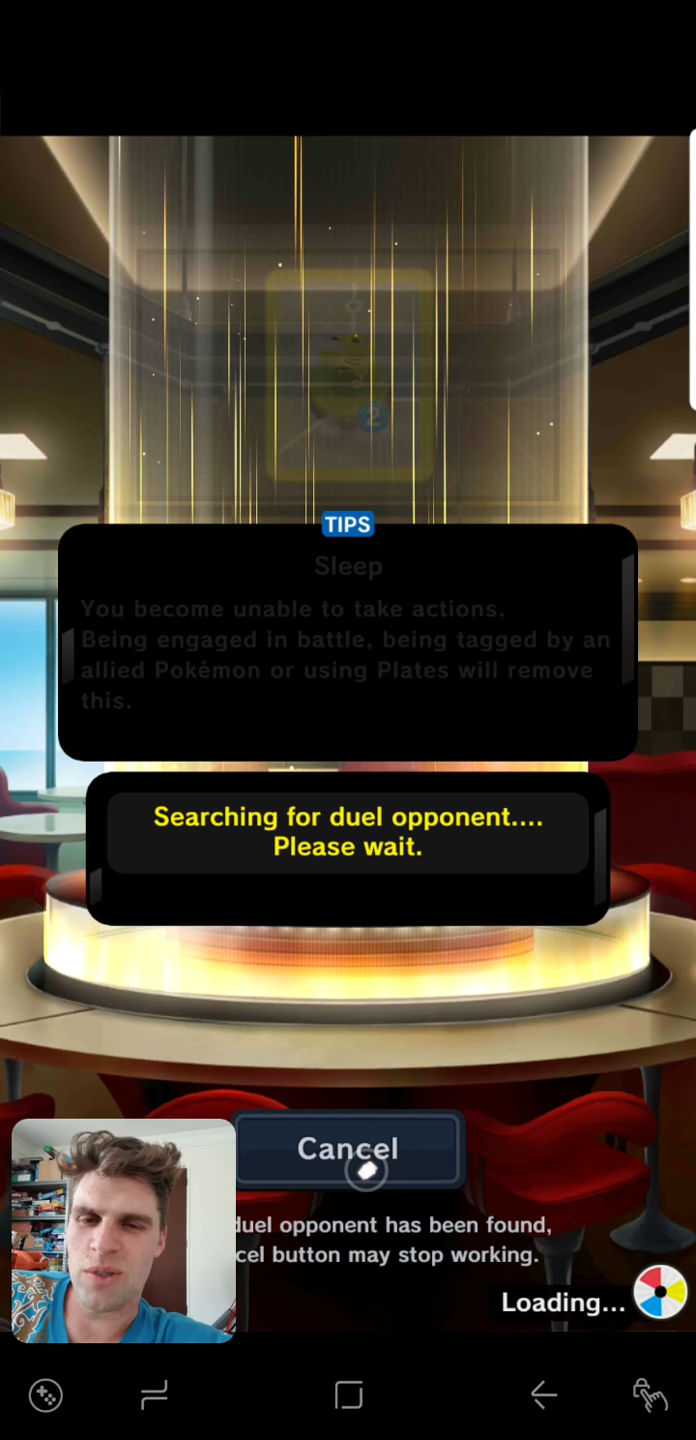 2
TIPS
Sleep
You become unable to take actions.
Being engaged in battle, being tagged by an
allied Pokémon or using Plates will remove
this.
Searching for duel opponent....
Please wait.
Cancel
duel opponent has been found,
button may stop working.
Loading...